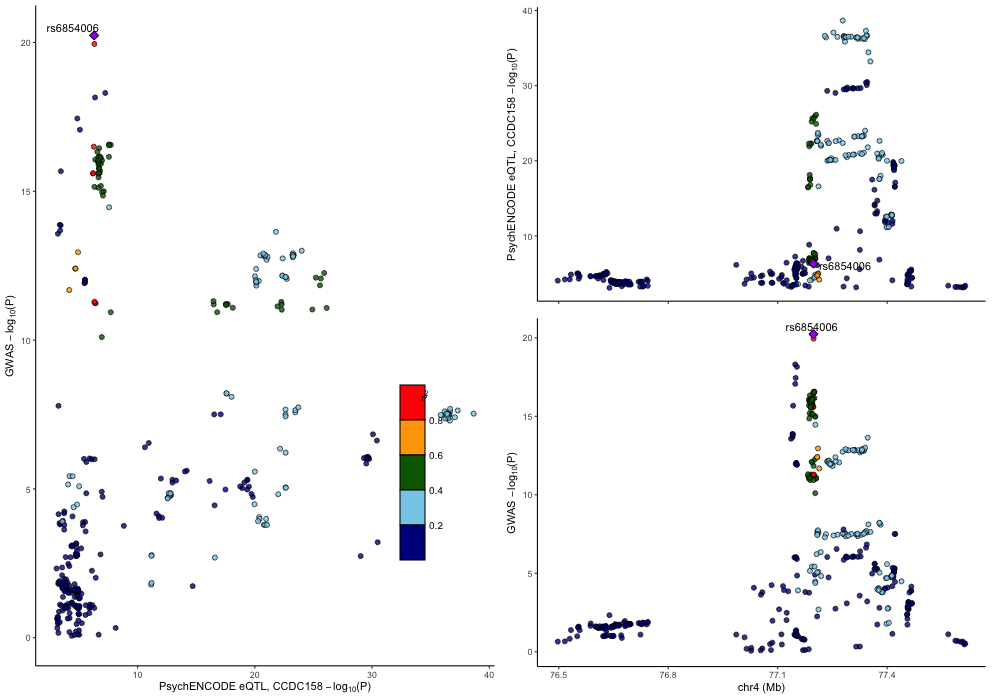 rs6854006
20
15
10
5
0
GWAS −log10(P)
10
20
30
40
PsychENCODE eQTL, CCDC158 −log10(P)
r2
0.8
0.6
0.4
0.2
40
30
20
10
PsychENCODE eQTL, CCDC158 −log10(P)
rs6854006
rs6854006
20
15
10
5
0
GWAS −log10(P)
76.5
76.8
77.1
77.4
chr4 (Mb)